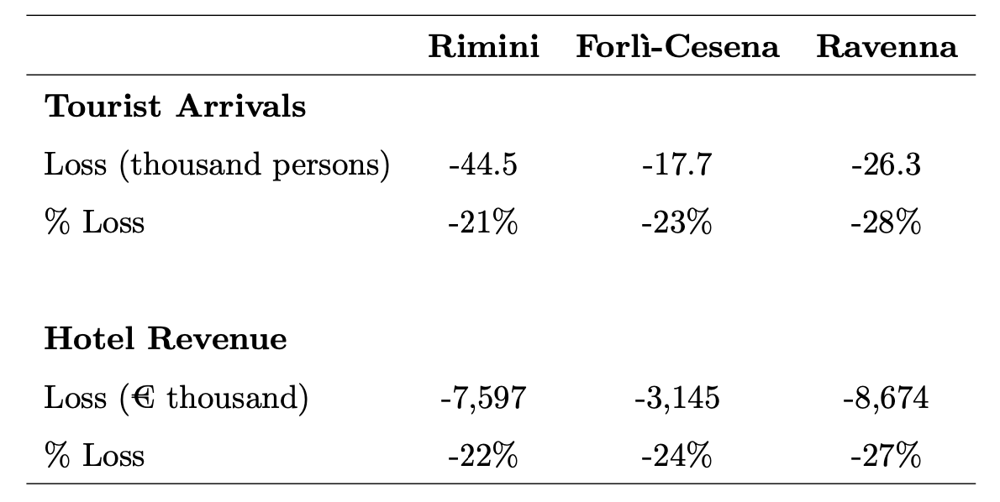 Rimini Forlì-Cesena Ravenna
Tourist Arrivals
Loss (thousand persons) -44.5 -17.7 -26.3
% Loss -21% -23% -28%
Hotel Revenue
Loss (€ thousand) -7,597 -3,145 -8,674
% Loss -22% -24% -27%